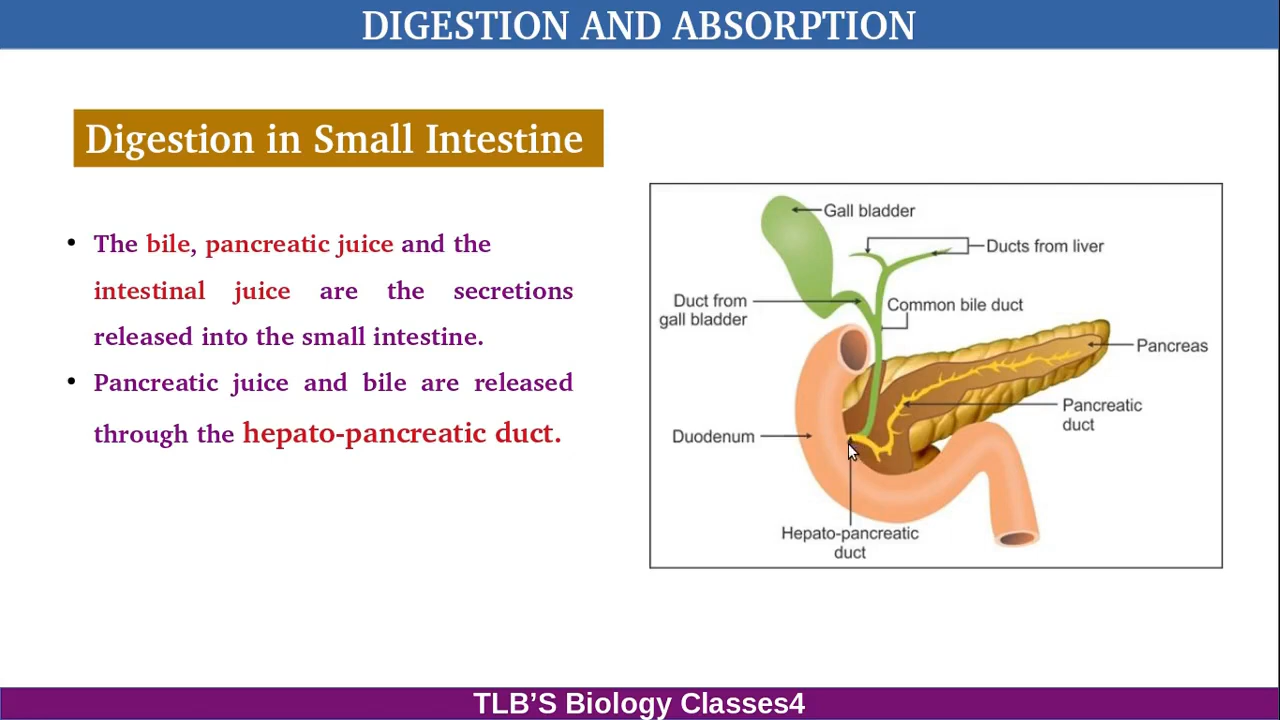 DIGESTION AND ABSORPTION
Digestion in Small Intestine
• The bile, pancreatic juice and the
intestinal juice are the secretions
released into the small intestine.
• Pancreatic juice and bile are released
through the hepato-pancreatic duct.
Gall bladder
Ducts from liver
Duct from
gall bladder
Common bile duct
Pancreas
Pancreatic
duct
Duodenum
Hepato-pancreatic
duct
TLB’S Biology Classes4